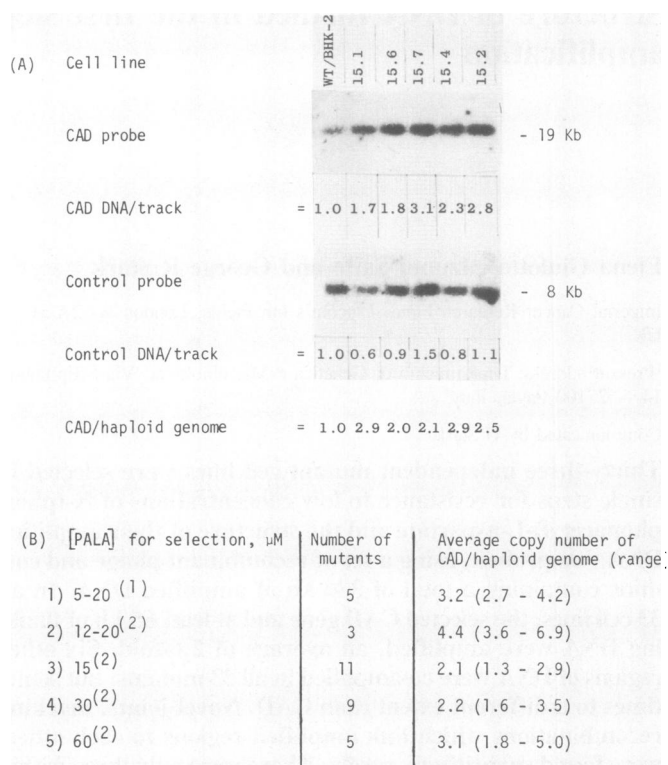 (A) Cell line WT/BHK-2 15.1 15.6 15.7 15.4 15.2
CAD probe - 19 Kb
CAD DNA/track = 1.0 1.7 1.8 3.1 2.3 2.8
Control probe - 8 Kb
Control DNA/track = 1.0 0.6 0.9 1.5 0.8 1.1
CAD/haploid genome = 1.0 2.9 2.0 2.1 2.9 2.5
(B) [PALA] for selection, μM Number of mutants Average copy number of CAD/haploid genome (range)
1) 5-20 (1) 5 3.2 (2.7 - 4.2)
2) 12-20(2) 3 4.4 (3.6 - 6.9)
3) 15(2) 11 2.1 (1.3 - 2.9)
4) 30(2) 9 2.2 (1.6 - 3.5)
5) 60(2) 5 3.1 (1.8 - 5.0)